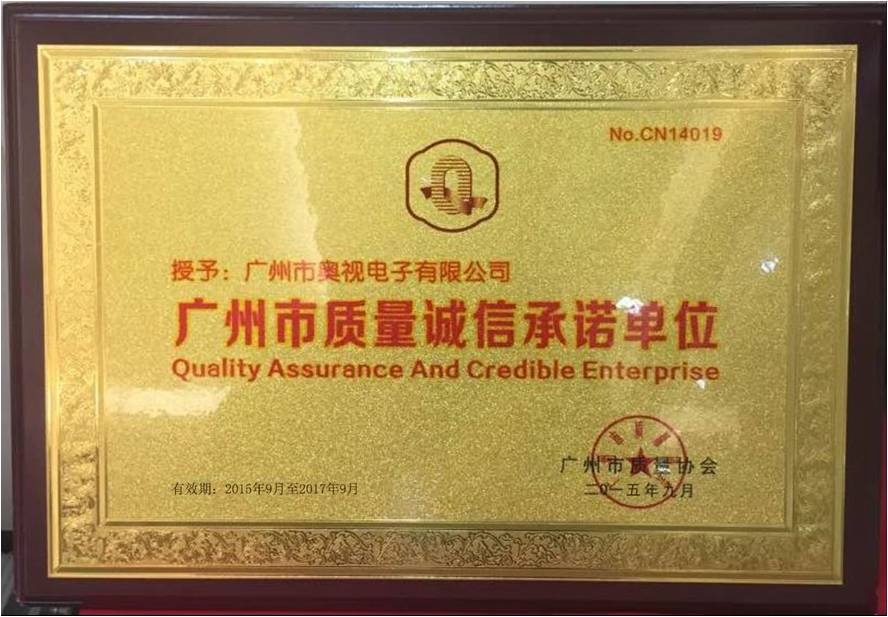 No.CN14019
授予：广州市奥视电子有限公司
广州市质量诚信承诺单位
Quality Assurance And Credible Enterprise
广州市质量协会
有效期：2015年9月至2017年9月
二〇一五年九月